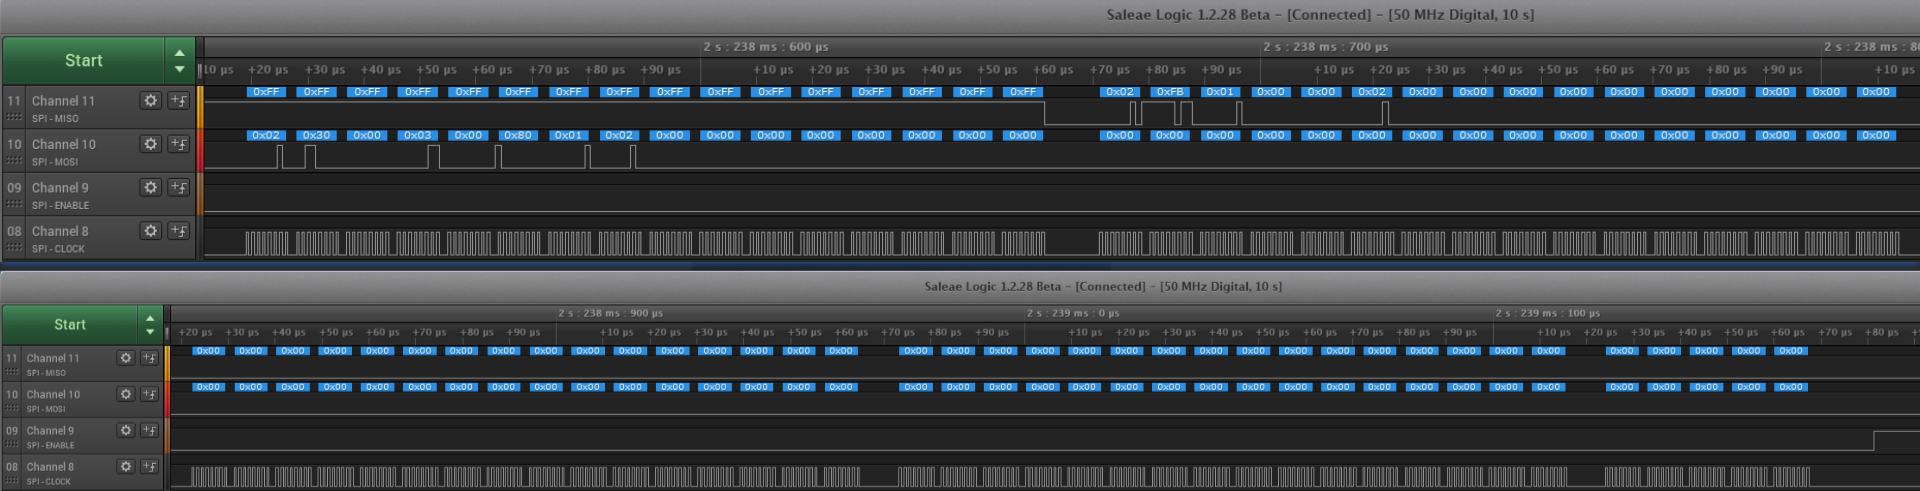 Saleae Logic 1.2.28 Beta - [Connected] - [50 MHz Digital, 10 s]
Start
2 s : 238 ms : 600 µs 2 s : 238 ms : 700 µs 2 s : 238 ms : 80
10 µs +20 µs +30 µs +40 µs +50 µs +60 µs +70 µs +80 µs +90 µs +10 µs +20 µs +30 µs +40 µs +50 µs +60 µs +70 µs +80 µs +90 µs +10 µs +20 µs +30 µs +40 µs +50 µs +60 µs +70 µs +80 µs +90 µs +10 µs
11 Channel 11
SPI - MISO
0xFF 0xFF 0xFF 0xFF 0xFF 0xFF 0xFF 0xFF 0xFF 0xFF 0xFF 0xFF 0xFF 0xFF 0xFF 0xFF 0x02 0xFB 0x01 0x00 0x00 0x02 0x00 0x00 0x00 0x00 0x00 0x00 0x00 0x00 0x00 0x00
10 Channel 10
SPI - MOSI
0x02 0x30 0x00 0x03 0x00 0x80 0x01 0x02 0x00 0x00 0x00 0x00 0x00 0x00 0x00 0x00 0x00 0x00 0x00 0x00 0x00 0x00 0x00 0x00 0x00 0x00 0x00 0x00 0x00 0x00 0x00 0x00
09 Channel 9
SPI - ENABLE
08 Channel 8
SPI - CLOCK
Saleae Logic 1.2.28 Beta - [Connected] - [50 MHz Digital, 10 s]
Start
2 s : 238 ms : 900 µs 2 s : 239 ms : 0 µs 2 s : 239 ms : 100 µs
+20 µs +30 µs +40 µs +50 µs +60 µs +70 µs +80 µs +90 µs +10 µs +20 µs +30 µs +40 µs +50 µs +60 µs +70 µs +80 µs +90 µs +10 µs +20 µs +30 µs +40 µs +50 µs +60 µs +70 µs +80 µs +90 µs +10 µs +20 µs +30 µs +40 µs +50 µs +60 µs +70 µs +80 µs
11 Channel 11
SPI - MISO
0x00 0x00 0x00 0x00 0x00 0x00 0x00 0x00 0x00 0x00 0x00 0x00 0x00 0x00 0x00 0x00 0x00 0x00 0x00 0x00 0x00 0x00 0x00 0x00 0x00 0x00 0x00 0x00 0x00 0x00 0x00 0x00 0x00 0x00 0x00 0x00 0x00
10 Channel 10
SPI - MOSI
0x00 0x00 0x00 0x00 0x00 0x00 0x00 0x00 0x00 0x00 0x00 0x00 0x00 0x00 0x00 0x00 0x00 0x00 0x00 0x00 0x00 0x00 0x00 0x00 0x00 0x00 0x00 0x00 0x00 0x00 0x00 0x00 0x00 0x00 0x00 0x00 0x00
09 Channel 9
SPI - ENABLE
08 Channel 8
SPI - CLOCK